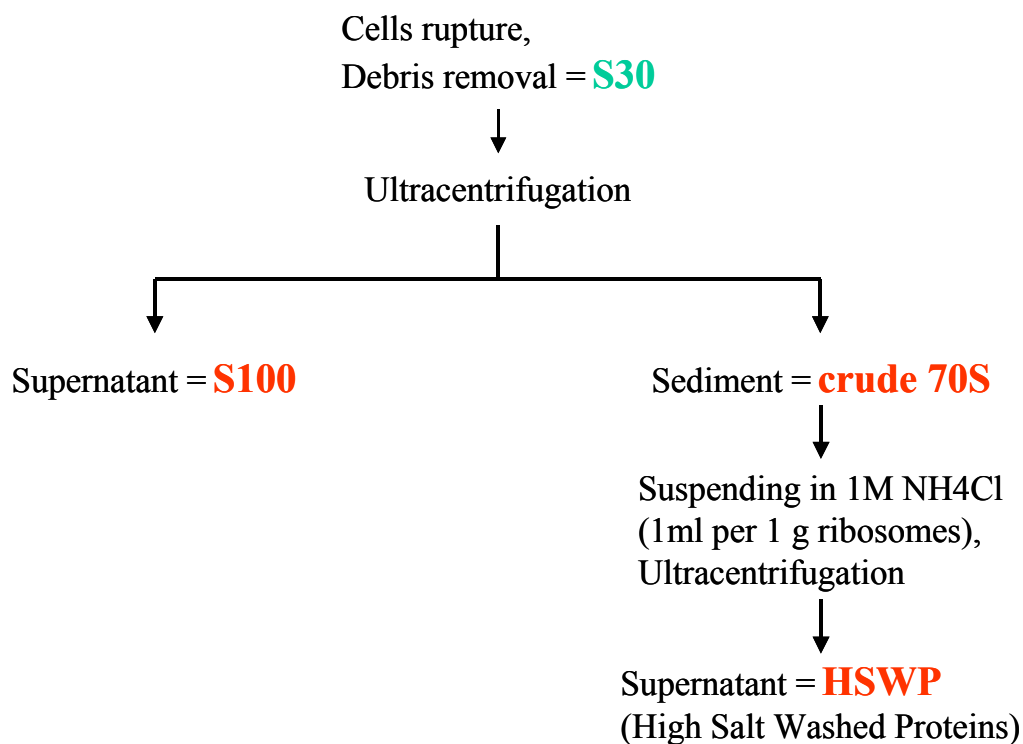 Cells rupture,
Debris removal = S30
Ultracentrifugation
Supernatant = S100
Sediment = crude 70S
Suspending in 1M NH4Cl
(1ml per 1 g ribosomes),
Ultracentrifugation
Supernatant = HSWP
(High Salt Washed Proteins)